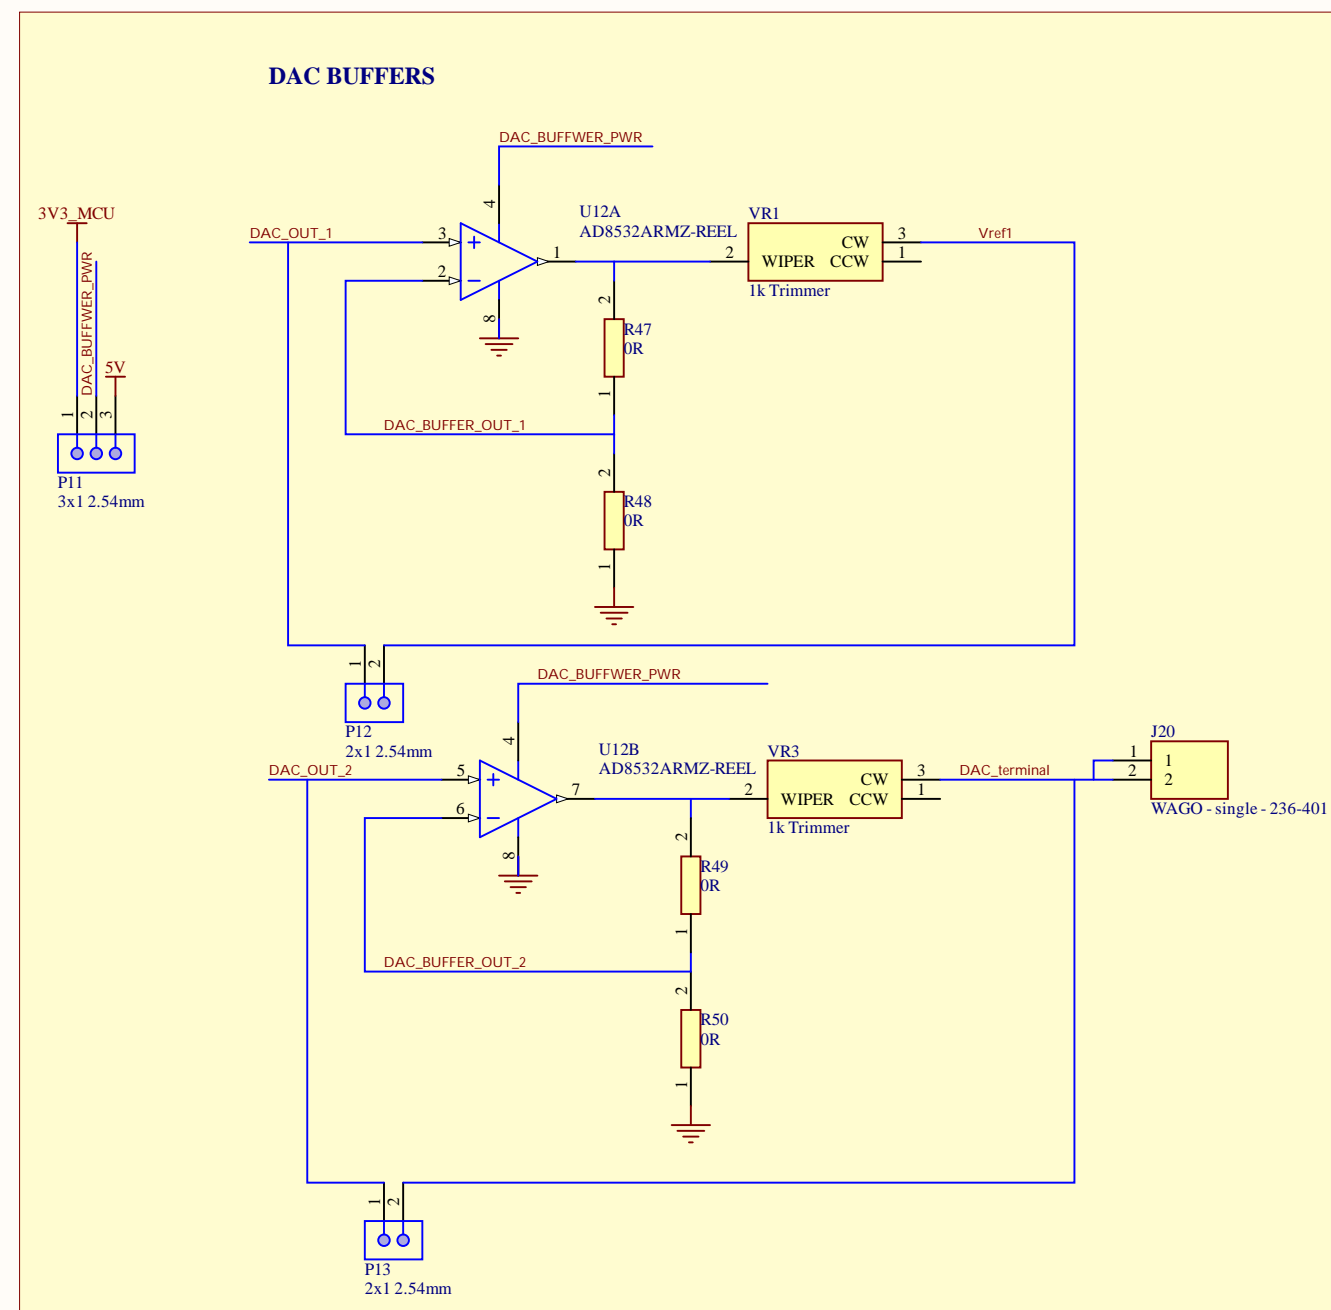 DAC BUFFERS
DAC_BUFFWER_PWR
3V3_MCU
DAC_BUFFWER_PWR
5V
1
2
3
P11
3x1 2.54mm
DAC_OUT_1
3
2
4
8
1
U12A
AD8532ARMZ-REEL
VR1
2
WIPER
CW
CCW
3
1
1k Trimmer
Vref1
2
R47
0R
1
DAC_BUFFER_OUT_1
2
R48
0R
1
1
2
P12
2x1 2.54mm
DAC_BUFFWER_PWR
DAC_OUT_2
5
6
4
8
7
U12B
AD8532ARMZ-REEL
VR3
2
WIPER
CW
CCW
3
1
1k Trimmer
DAC_terminal
J20
1
2
1
2
WAGO - single - 236-401
2
R49
0R
1
DAC_BUFFER_OUT_2
2
R50
0R
1
1
2
P13
2x1 2.54mm